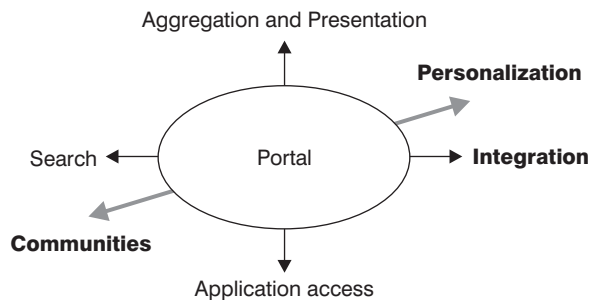 Aggregation and Presentation
Personalization
Search
Portal
Integration
Communities
Application access